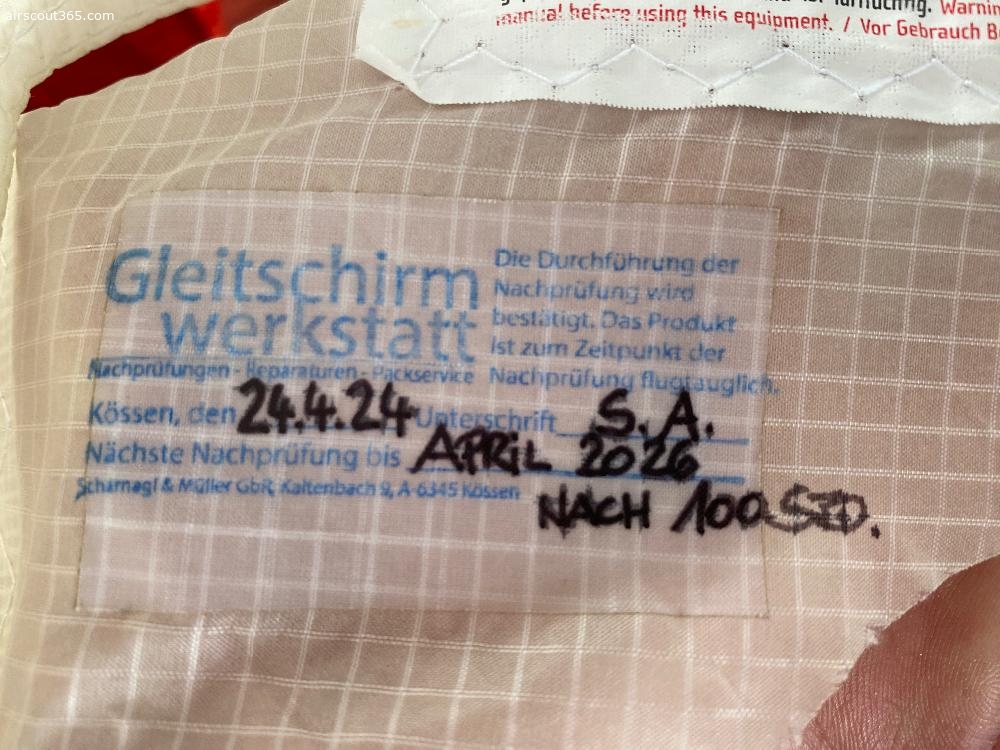 airscout365.com
manual before using this equipment. / Vor Gebrauch
Gleitschirm
werkstatt
Nachprüfungen - Reparaturen - Packservice
Die Durchführung der
Nachprüfung wird
bestätigt. Das Produkt
ist zum Zeitpunkt der
Nachprüfung flugtauglich.
Kössen, den 24.4.24 Unterschrift S.A.
Nächste Nachprüfung bis APRiL 2026
Scharnagl & Müller GbR, Kaltenbach 9, A-6345 Kössen
NACH 100 STD.